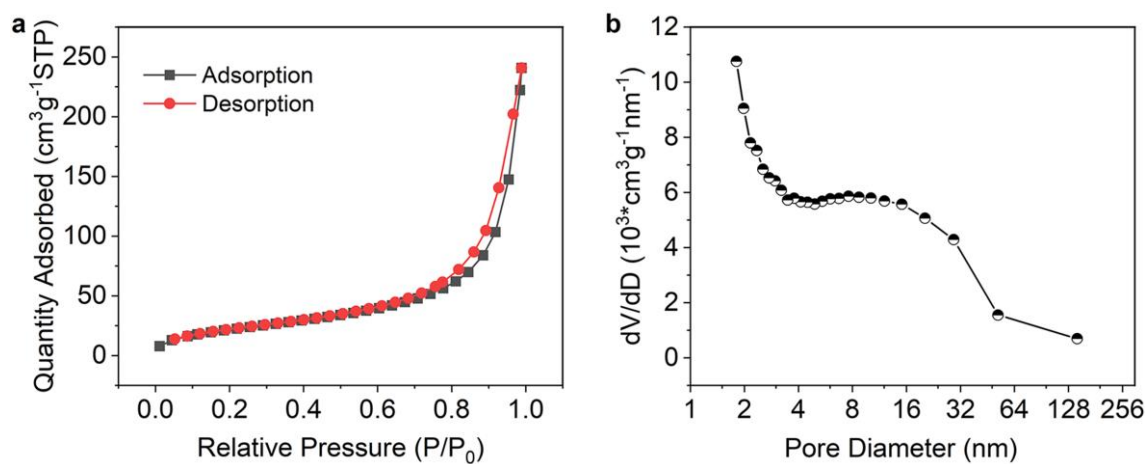 a
250
200
150
100
50
0
Quantity Adsorbed (cm³g⁻¹STP)
Adsorption
Desorption
0.0 0.2 0.4 0.6 0.8 1.0
Relative Pressure (P/P₀)
b
12
10
8
6
4
2
0
dV/dD (10³*cm³g⁻¹nm⁻¹)
1 2 4 8 16 32 64 128 256
Pore Diameter (nm)